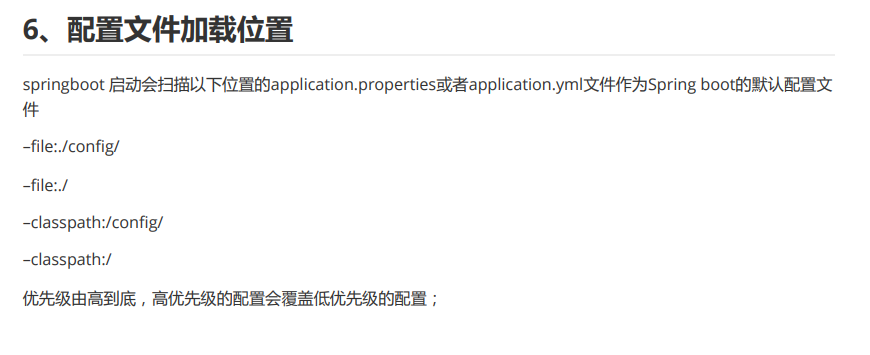 6、配置文件加载位置
springboot 启动会扫描以下位置的application.properties或者application.yml文件作为Spring boot的默认配置文
件
–file:./config/
–file:./
–classpath:/config/
–classpath:/
优先级由高到底，高优先级的配置会覆盖低优先级的配置；